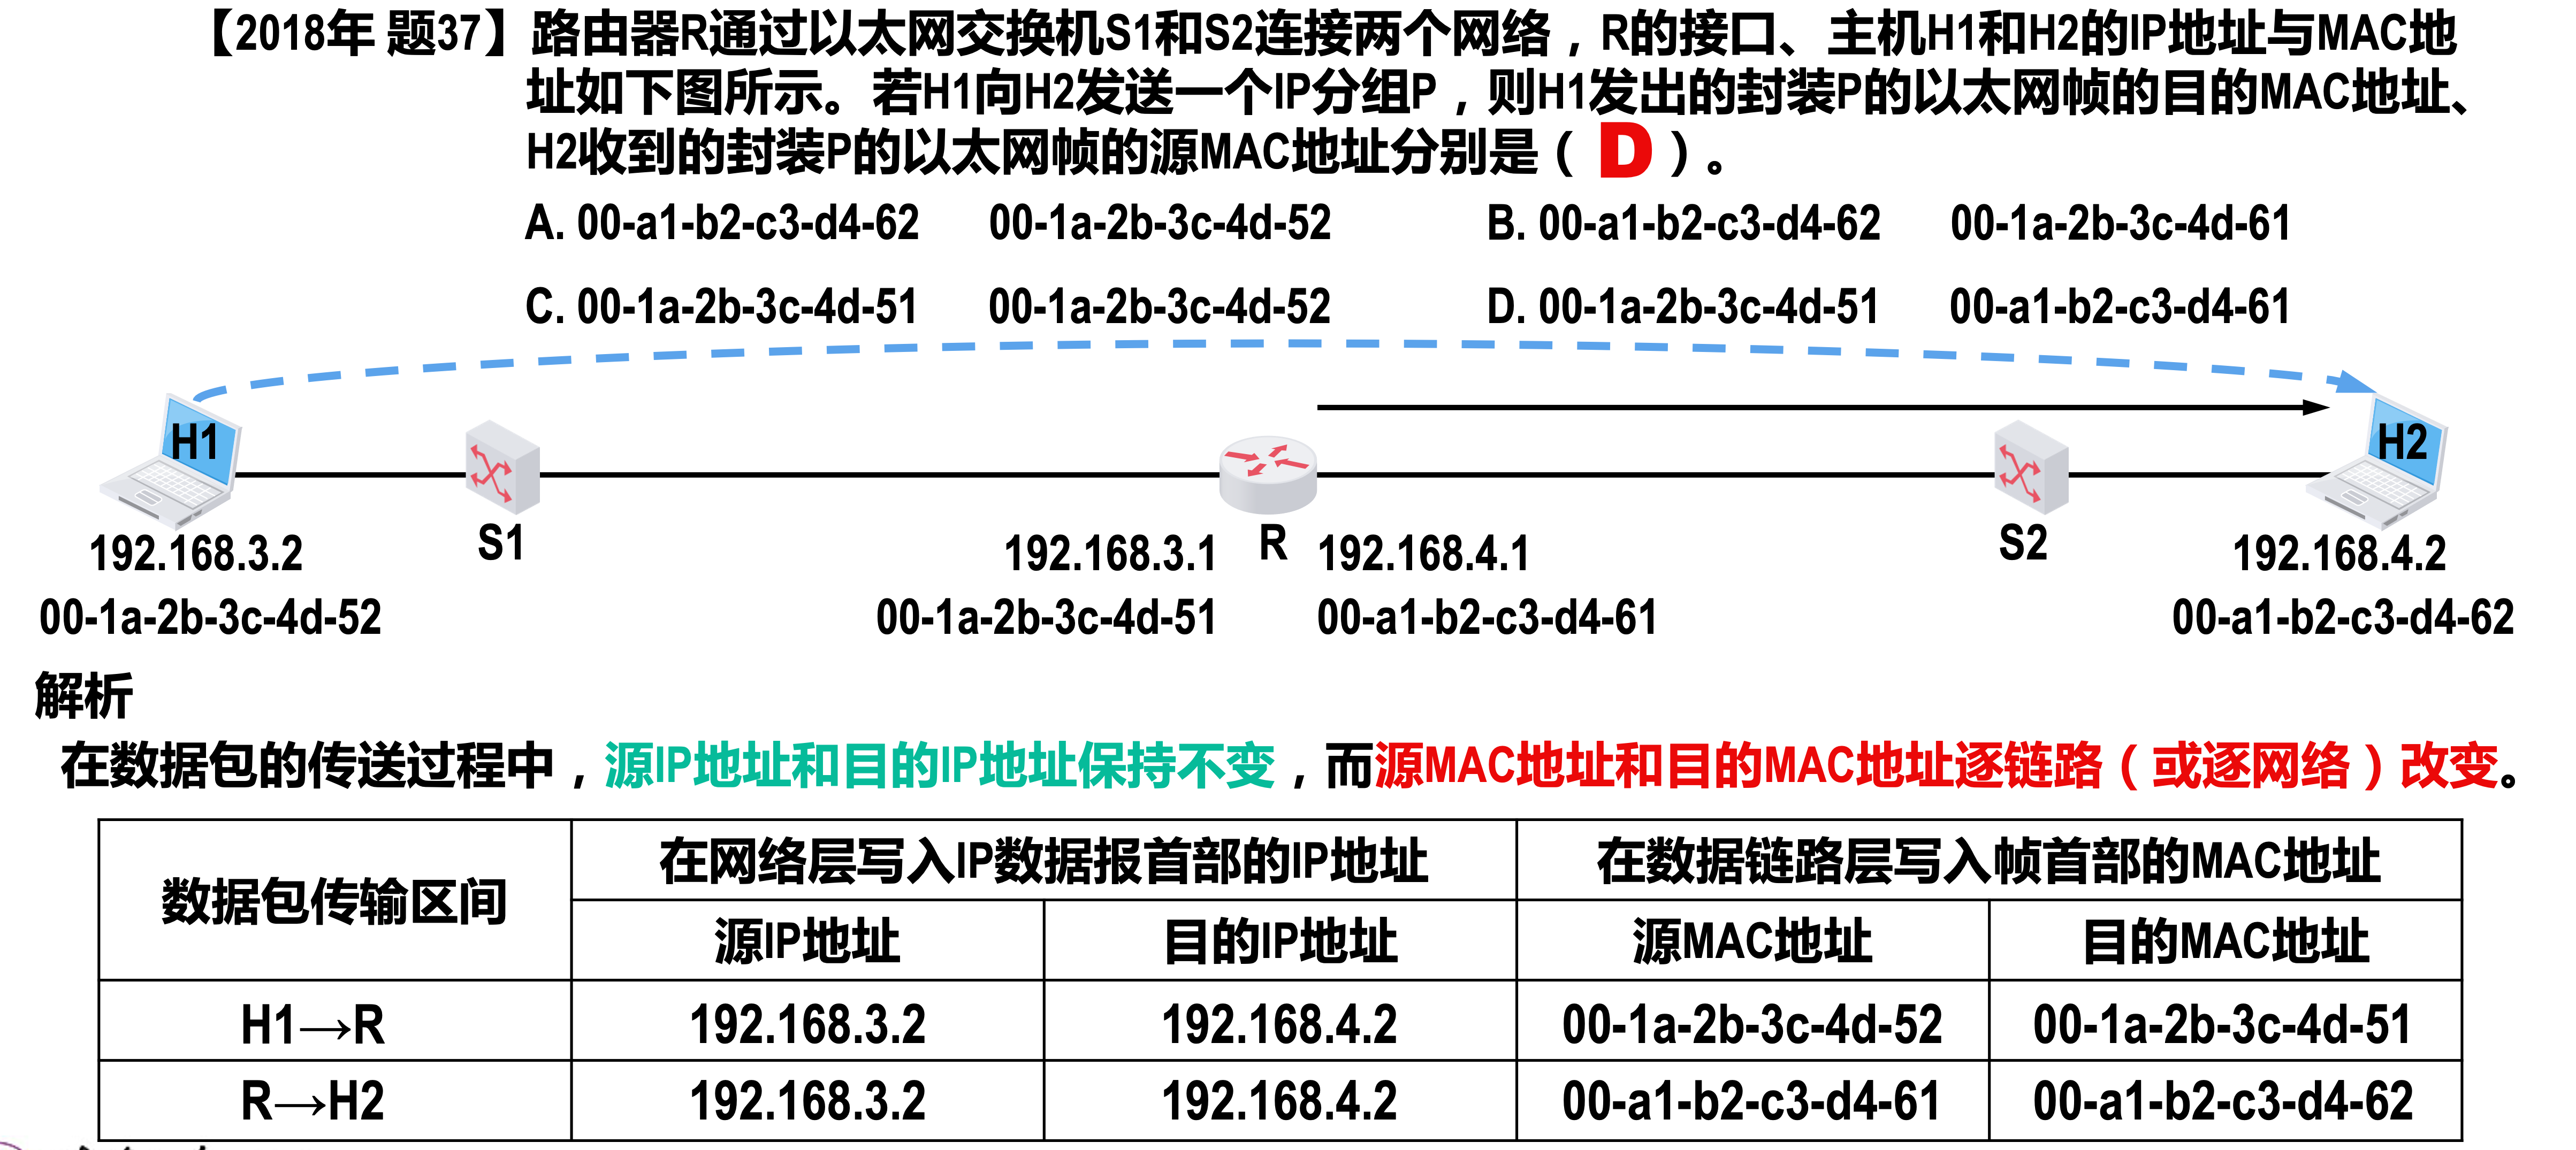 【2018年 题37】路由器R通过以太网交换机S1和S2连接两个网络，R的接口、主机H1和H2的IP地址与MAC地
址如下图所示。若H1向H2发送一个IP分组P，则H1发出的封装P的以太网帧的目的MAC地址、
H2收到的封装P的以太网帧的源MAC地址分别是（ D ）。
A. 00-a1-b2-c3-d4-62 00-1a-2b-3c-4d-52 B. 00-a1-b2-c3-d4-62 00-1a-2b-3c-4d-61
C. 00-1a-2b-3c-4d-51 00-1a-2b-3c-4d-52 D. 00-1a-2b-3c-4d-51 00-a1-b2-c3-d4-61
H1 H2
S1 R S2
192.168.3.2 192.168.3.1 192.168.4.1 192.168.4.2
00-1a-2b-3c-4d-52 00-1a-2b-3c-4d-51 00-a1-b2-c3-d4-61 00-a1-b2-c3-d4-62
解析
在数据包的传送过程中，源IP地址和目的IP地址保持不变，而源MAC地址和目的MAC地址逐链路（或逐网络）改变。
数据包传输区间 在网络层写入IP数据报首部的IP地址 在数据链路层写入帧首部的MAC地址
源IP地址 目的IP地址 源MAC地址 目的MAC地址
H1→R 192.168.3.2 192.168.4.2 00-1a-2b-3c-4d-52 00-1a-2b-3c-4d-51
R→H2 192.168.3.2 192.168.4.2 00-a1-b2-c3-d4-61 00-a1-b2-c3-d4-62